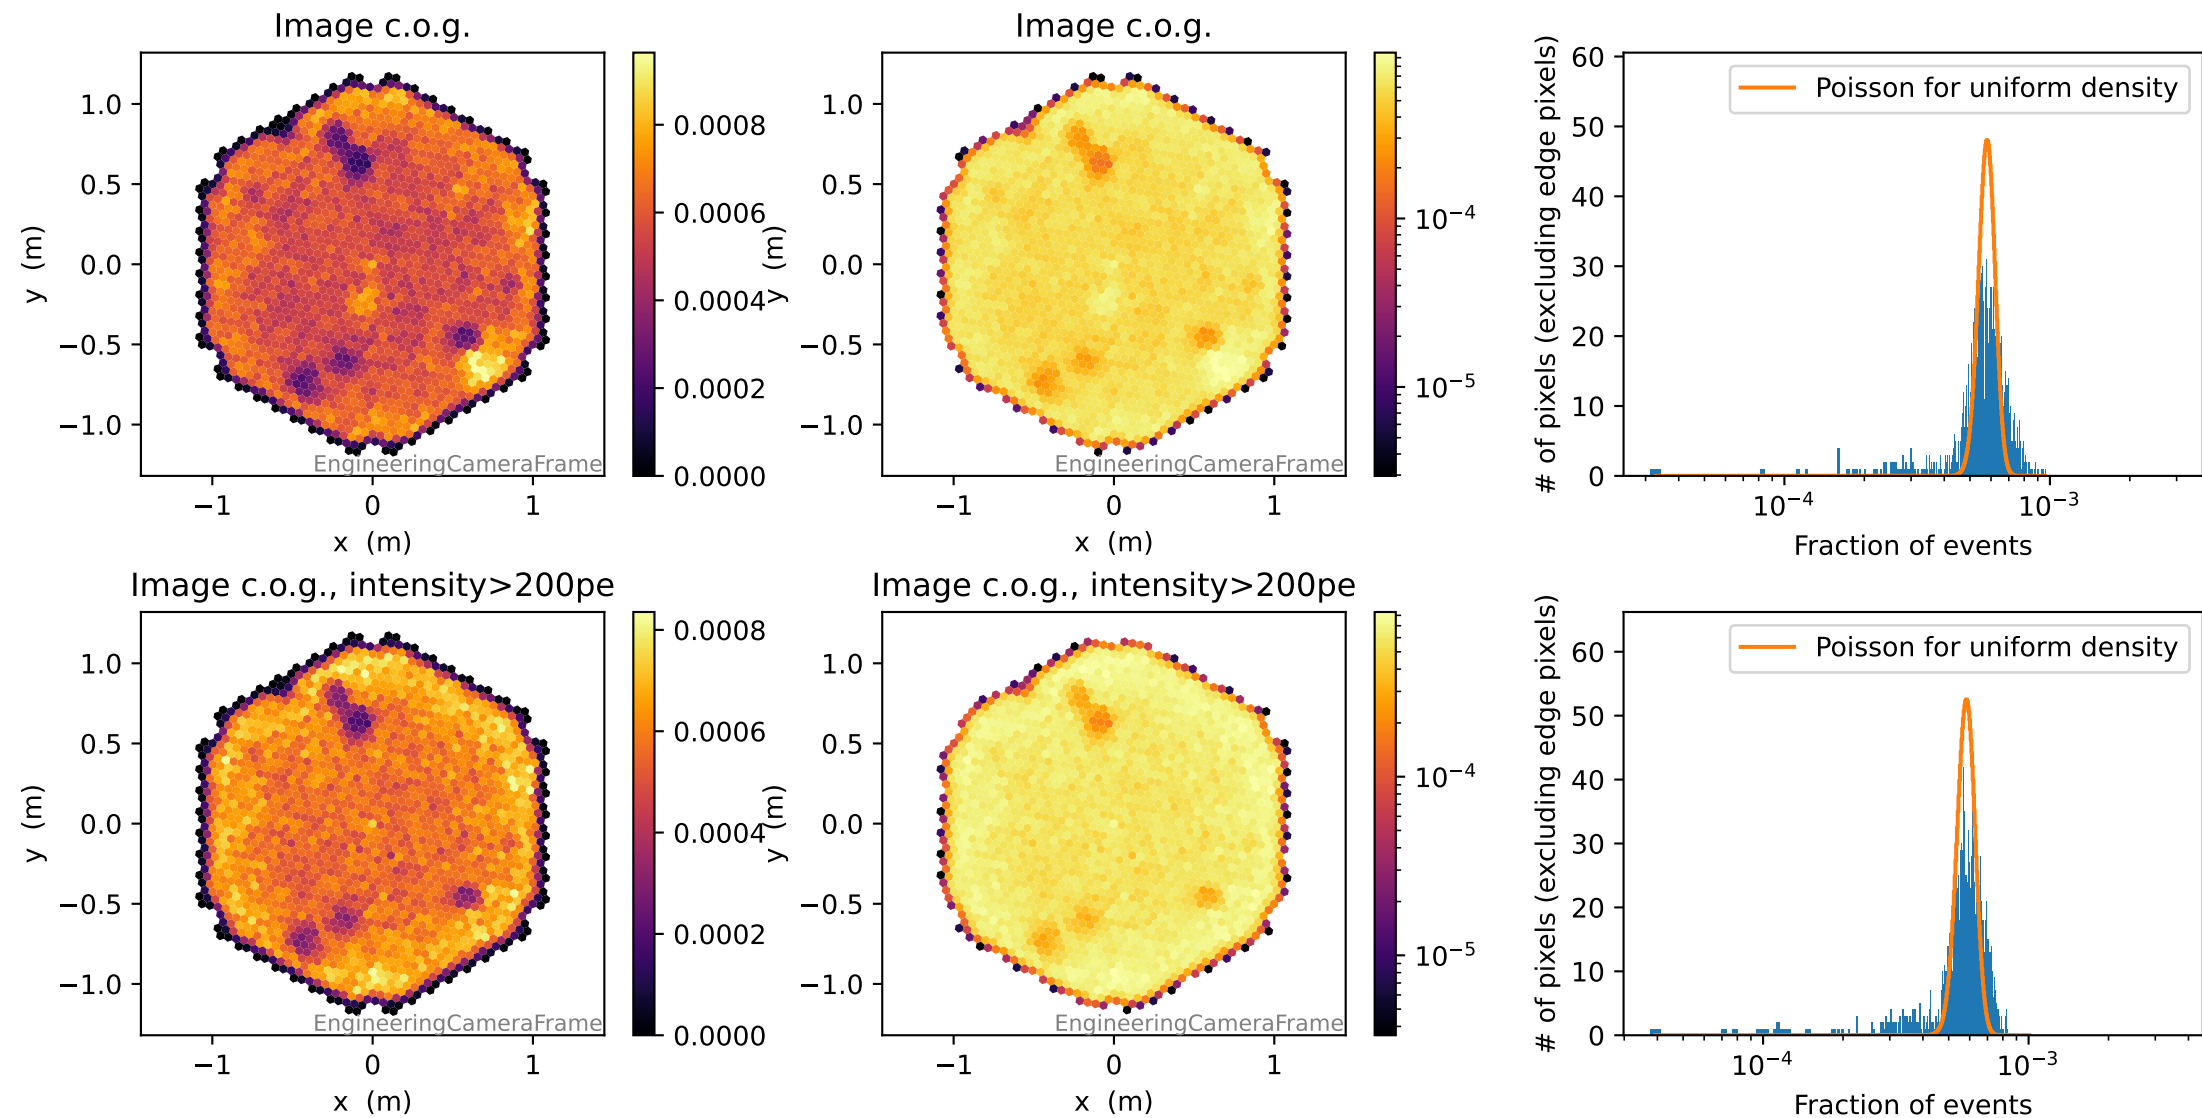 Image c.o.g.
y (m)
1.0
0.5
0.0
−0.5
−1.0
−1
0
1
x (m)
EngineeringCameraFrame
0.0008
0.0006
0.0004
0.0002
0.0000
Image c.o.g.
y (m)
1.0
0.5
0.0
−0.5
−1.0
−1
0
1
x (m)
EngineeringCameraFrame
10⁻⁴
10⁻⁵
# of pixels (excluding edge pixels)
60
50
40
30
20
10
0
Poisson for uniform density
10⁻⁴
10⁻³
Fraction of events
Image c.o.g., intensity>200pe
y (m)
1.0
0.5
0.0
−0.5
−1.0
−1
0
1
x (m)
EngineeringCameraFrame
0.0008
0.0006
0.0004
0.0002
0.0000
Image c.o.g., intensity>200pe
y (m)
1.0
0.5
0.0
−0.5
−1.0
−1
0
1
x (m)
EngineeringCameraFrame
10⁻⁴
10⁻⁵
# of pixels (excluding edge pixels)
60
50
40
30
20
10
0
Poisson for uniform density
10⁻⁴
10⁻³
Fraction of events